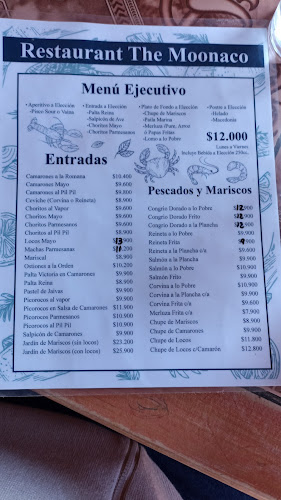 Restaurant The Moonaco
Menú Ejecutivo
•Aperitivo a Elección
-Pisco Sour o Vaina
•Entrada a Elección
-Palta Reina
-Salpicón de Ave
-Choritos Mayo
-Choritos Parmesanos
•Plato de Fondo a Elección
-Chupe de Mariscos
-Paila Marina
-Merluza (Pure, Arroz
ó Papas Fritas
-Lomo a lo Pobre
•Postre a Elección
-Helado
-Macedonia
$12.000
Lunes a Viernes
Incluye Bebida a Elección
Entradas
Camarones a la Romana $10.400
Camarones Mayo $9.600
Camarones al Pil Pil $9.800
Ceviche (Corvina o Reineta) $8.900
Choritos al Vapor $9.600
Choritos Mayo $9.600
Choritos Parmesanos $9.600
Choritos al Pil Pil $8.900
Locos Mayo .900
Machas Parmesanas .200
Mariscal $8.900
Ostiones a la Orden $10.200
Palta Victoria en Camarones $9.900
Palta Reina $8.900
Pastel de Jaivas $9.900
Picorocos al vapor $9.900
Picorocos en Salsa de Camarones $11.900
Picorocos Parmesanos $10.900
Picorocos al Pil Pil $10.900
Salpicón de Camarones $9.900
Jardín de Mariscos (sin locos) $23.200
Jardín de Mariscos (con locos) $25.900
Pescados y Mariscos
Congrio Dorado a lo Pobre .900
Congrio Dorado Frito .900
Congrio Dorado a la Plancha .900
Reineta a lo Pobre $9.900
Reineta Frita .900
Reineta a la Plancha c/a $9.600
Salmón a la Plancha $9.900
Salmón a lo Pobre $10.900
Salmón Frito $9.900
Corvina a lo Pobre $10.900
Corvina a la Plancha c/a $9.900
Corvina Frita c/a $9.600
Merluza Frita c/a $7.900
Chupe de Mariscos $8.900
Chupe de Camarones $9.900
Chupe de Locos $11.800
Chupe de Locos c/Camarón $12.800